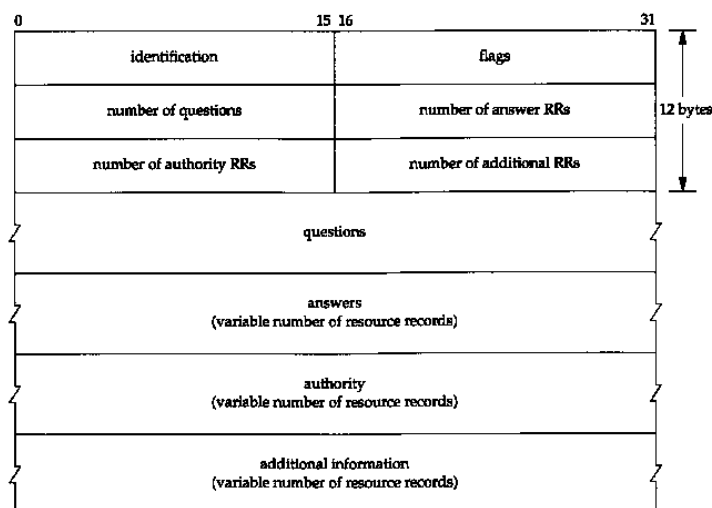 0 15 16 31
identification flags
number of questions number of answer RRs 12 bytes
number of authority RRs number of additional RRs
questions
answers
(variable number of resource records)
authority
(variable number of resource records)
additional information
(variable number of resource records)